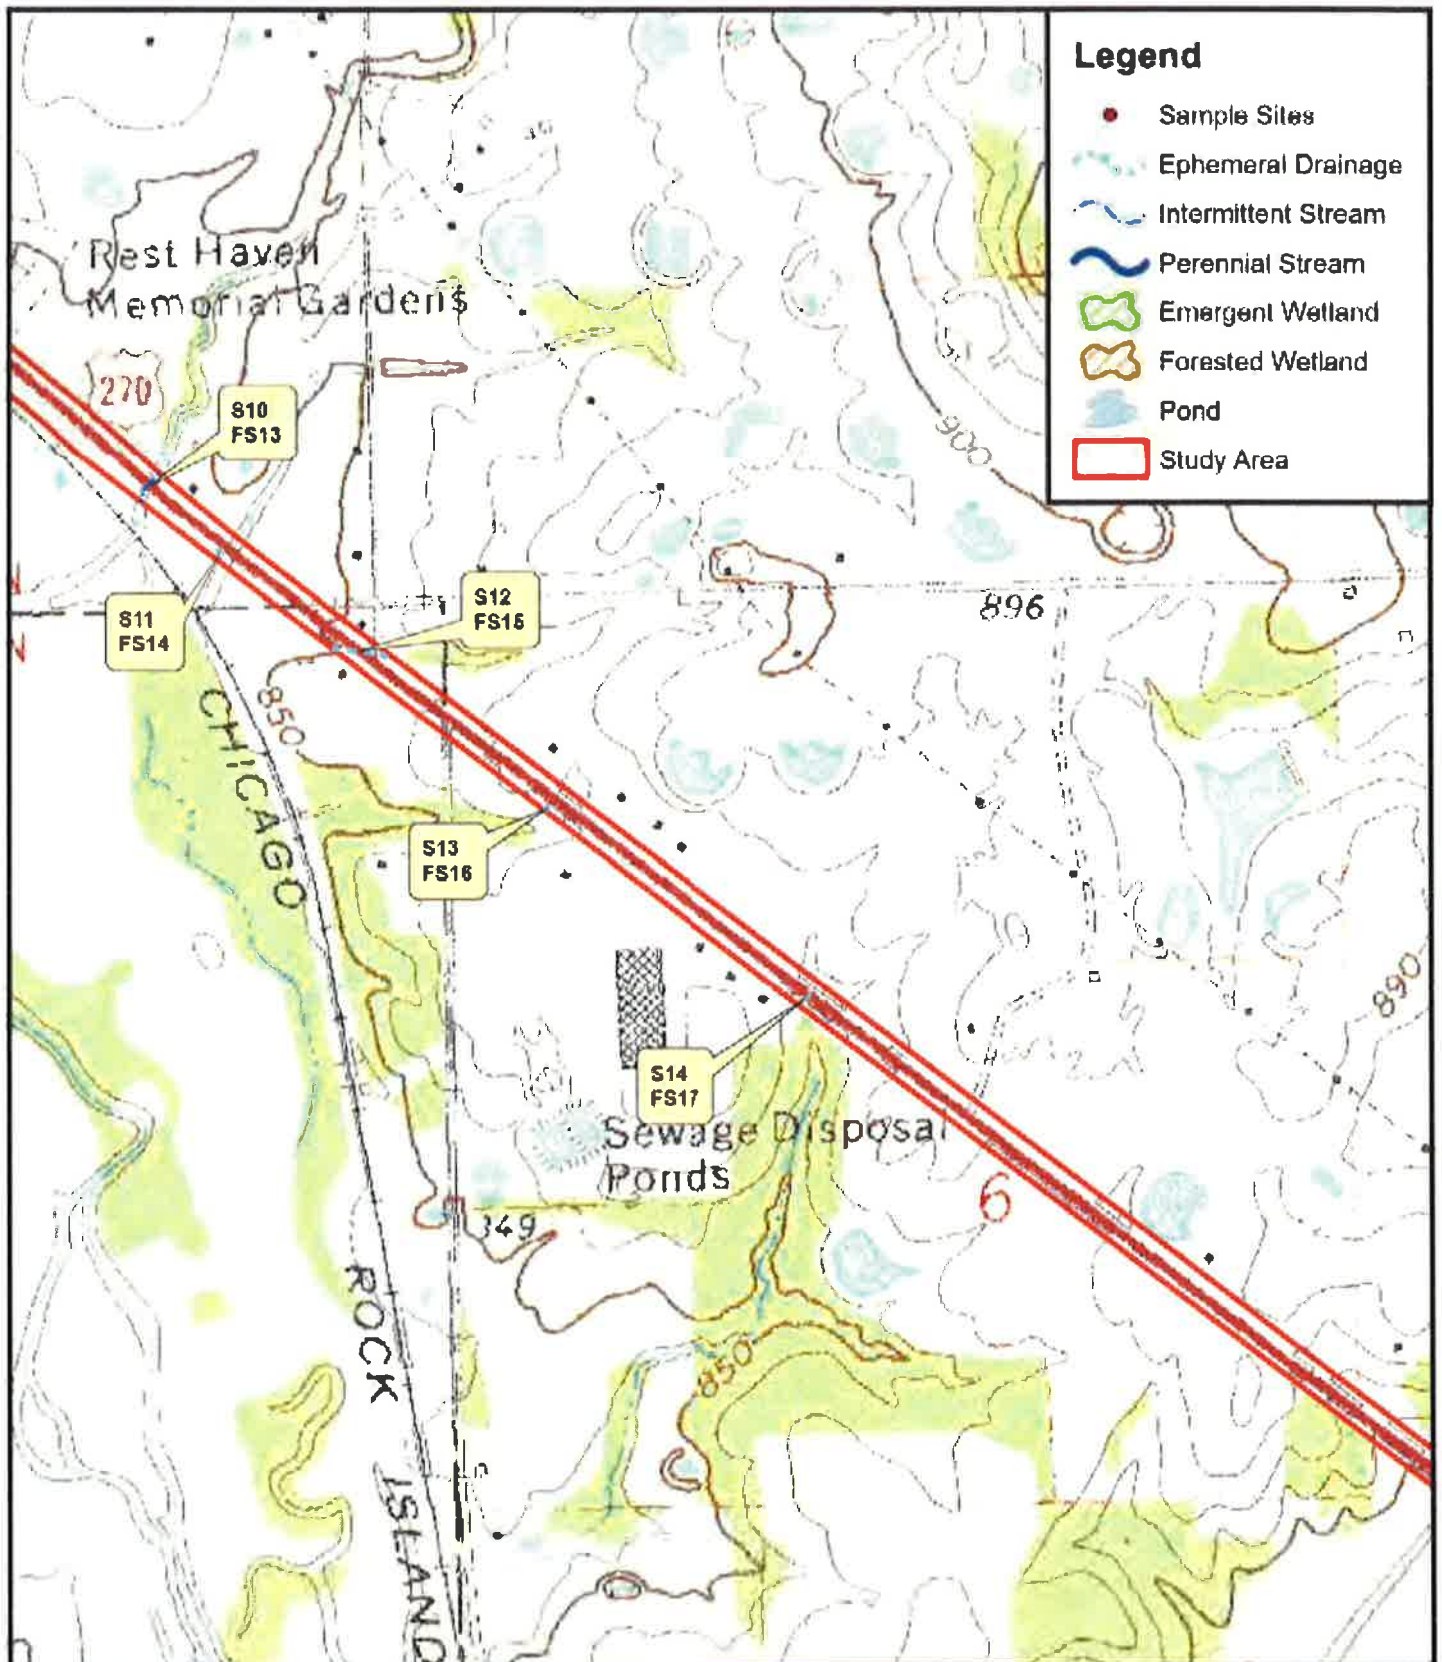 Legend
Sample Sites
Ephemeral Drainage
Intermittent Stream
Perennial Stream
Emergent Wetland
Forested Wetland
Pond
Study Area
Rest Haven
Memorial Gardens
270
S10
FS13
900
S11
FS14
S12
FS15
896
850
CHICAGO
S13
FS16
890
S14
FS17
Sewage Disposal
Ponds
6
849
ROCK
850
ISLAND